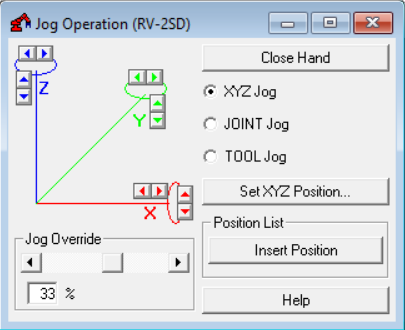 Jog Operation (RV-2SD)
Z
Y
X
Close Hand
XYZ Jog
JOINT Jog
TOOL Jog
Set XYZ Position...
Position List
Insert Position
Jog Override
33 %
Help